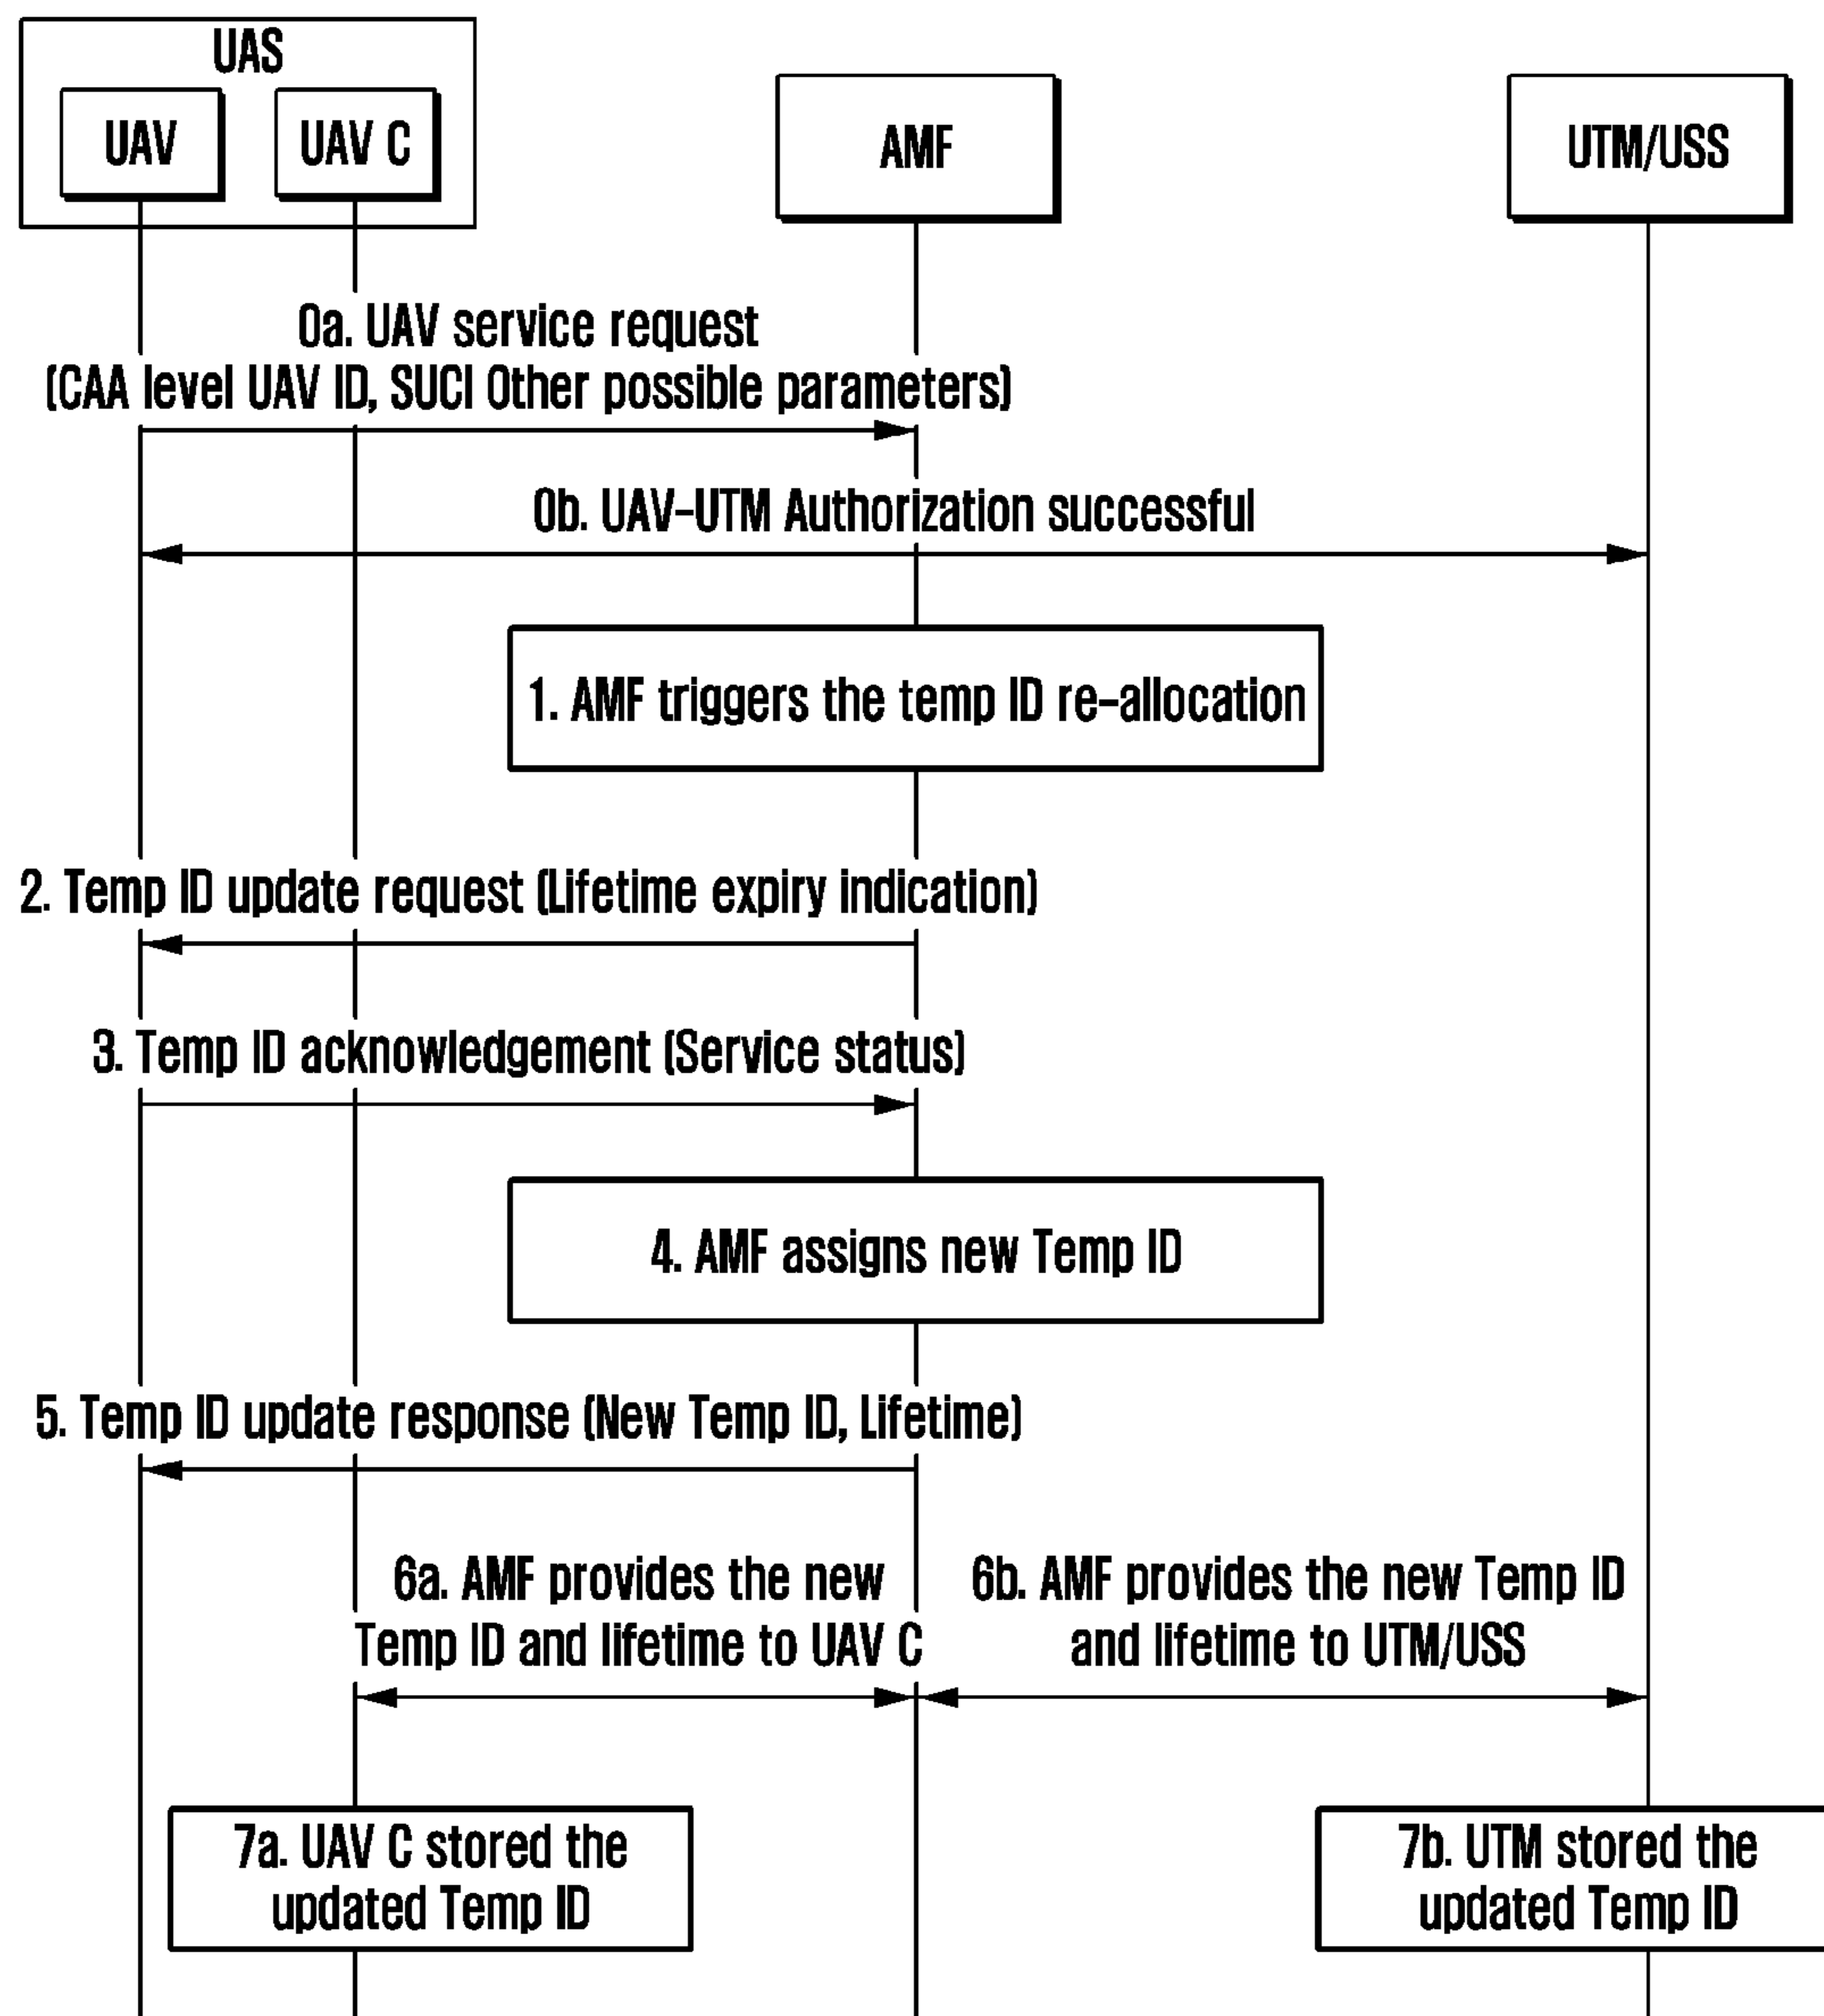 UAS
UAV
UAV C
AMF
UTM/USS
0a. UAV service request
(CAA level UAV ID, SUCI Other possible parameters)
0b. UAV-UTM Authorization successful
1. AMF triggers the temp ID re-allocation
2. Temp ID update request (Lifetime expiry indication)
3. Temp ID acknowledgement (Service status)
4. AMF assigns new Temp ID
5. Temp ID update response (New Temp ID, Lifetime)
6a. AMF provides the new
Temp ID and lifetime to UAV C
6b. AMF provides the new Temp ID
and lifetime to UTM/USS
7a. UAV C stored the
updated Temp ID
7b. UTM stored the
updated Temp ID